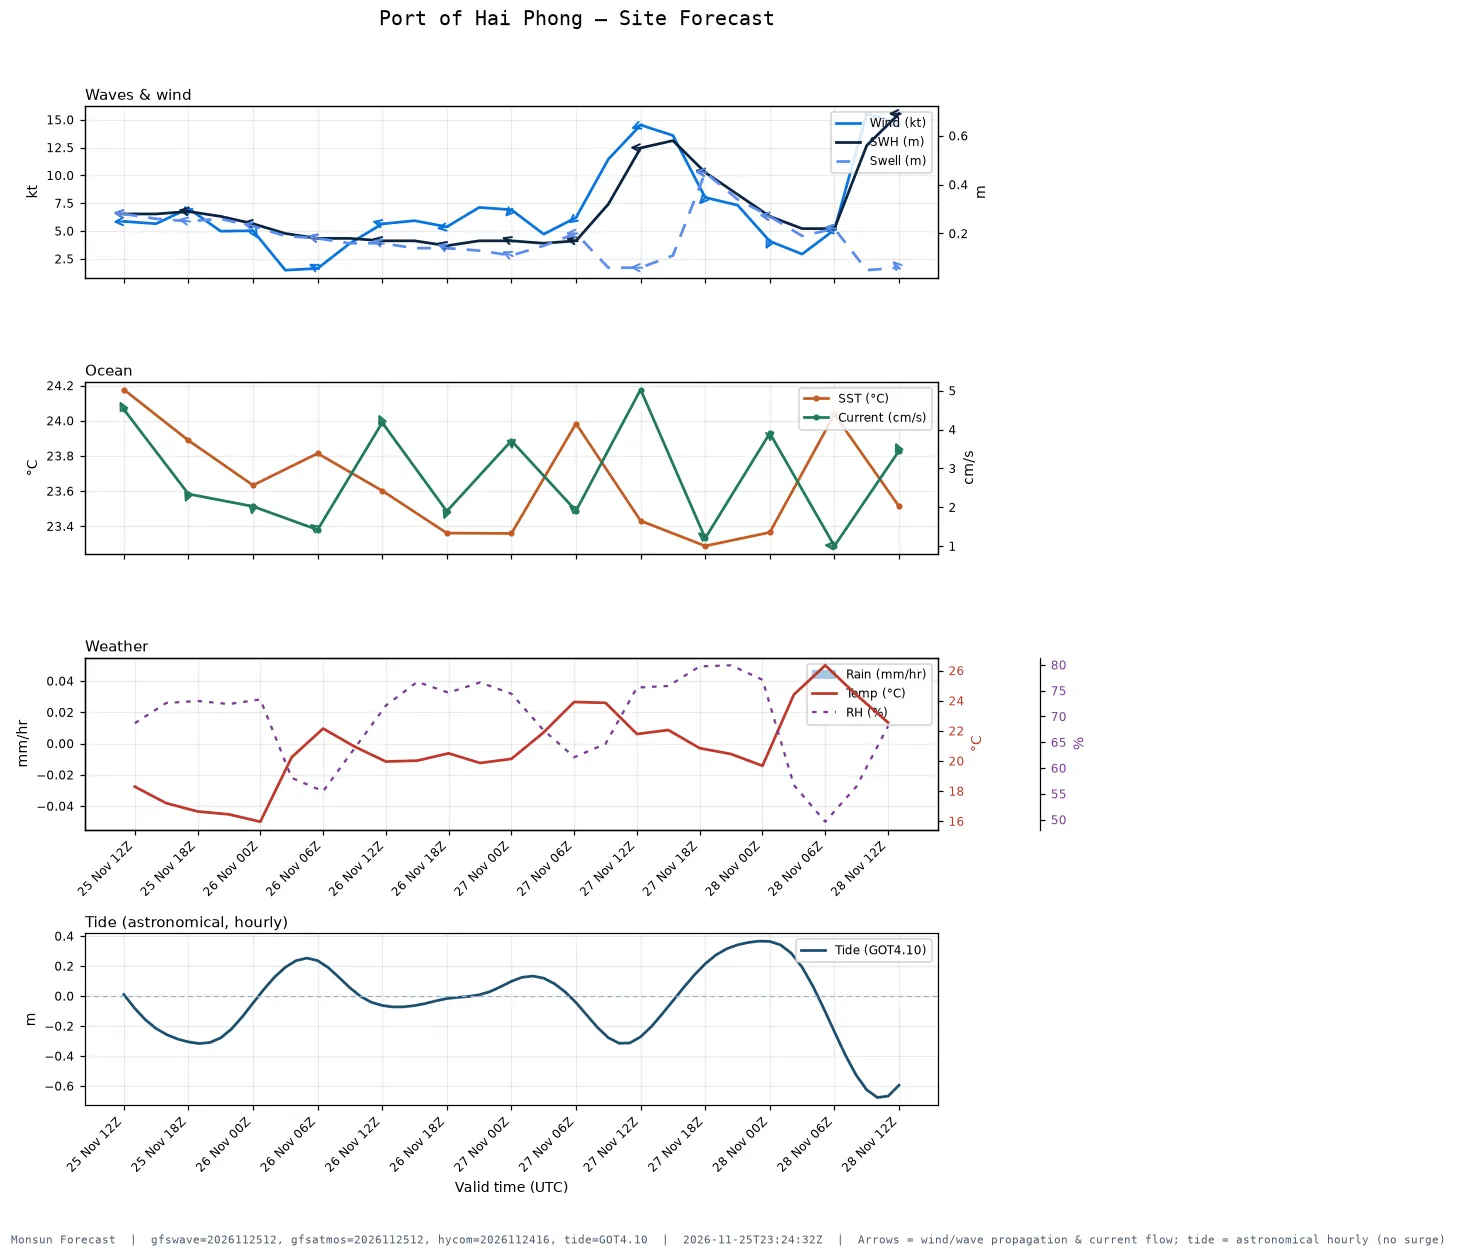 Port of Hai Phong — Site Forecast
Waves & wind
15.0
12.5
10.0
7.5
5.0
2.5
kt
0.6
0.4
0.2
m
Wind (kt)
SWH (m)
Swell (m)
Ocean
24.2
24.0
23.8
23.6
23.4
°C
5
4
3
2
1
cm/s
SST (°C)
Current (cm/s)
Weather
0.04
0.02
0.00
−0.02
−0.04
mm/hr
26
24
22
20
18
16
°C
80
75
70
65
60
55
50
%
Rain (mm/hr)
Temp (°C)
RH (%)
25 Nov 12Z
25 Nov 18Z
26 Nov 00Z
26 Nov 06Z
26 Nov 12Z
26 Nov 18Z
27 Nov 00Z
27 Nov 06Z
27 Nov 12Z
27 Nov 18Z
28 Nov 00Z
28 Nov 06Z
28 Nov 12Z
Tide (astronomical, hourly)
0.4
0.2
0.0
−0.2
−0.4
−0.6
m
Tide (GOT4.10)
25 Nov 12Z
25 Nov 18Z
26 Nov 00Z
26 Nov 06Z
26 Nov 12Z
26 Nov 18Z
27 Nov 00Z
27 Nov 06Z
27 Nov 12Z
27 Nov 18Z
28 Nov 00Z
28 Nov 06Z
28 Nov 12Z
Valid time (UTC)
Monsun Forecast | gfswave=2026112512, gfsatmos=2026112512, hycom=2026112416, tide=GOT4.10 | 2026-11-25T23:24:32Z | Arrows = wind/wave propagation & current flow; tide = astronomical hourly (no surge)